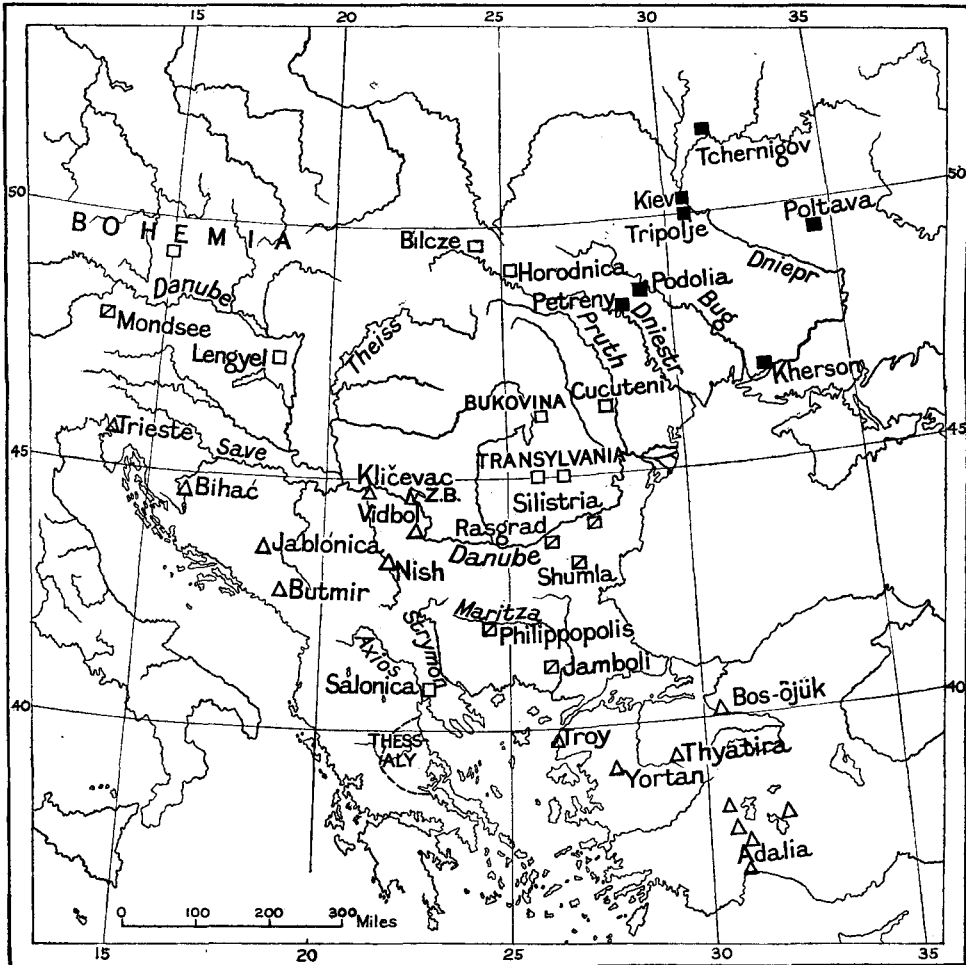 15 20 25 30 35
Tchernigov
50
50
Kiev
Poltava
Tripolje
BOHEMIA
Bilcze
Dniepr
Horodnica
Danube
Podolia
Petreny
Bug
Mondsee
Dniestr
Pruth
Theiss
Lengyel
Kherson
Cucuteni
BUKOVINA
Trieste
45
45
Save
TRANSYLVANIA
Kličevac
Bihać
Z.B.
Silistria
Vidbol
Rasgrad
Jablónica
Danube
Nish
Shumla
Butmir
Maritza
Strymon
Philippopolis
Axios
Jamboli
Salonica
40
Bos-öjük
40
Troy
THESS
ALY
Thyatira
Yortan
Adalia
0 100 200 300 Miles
15 20 25 30 35